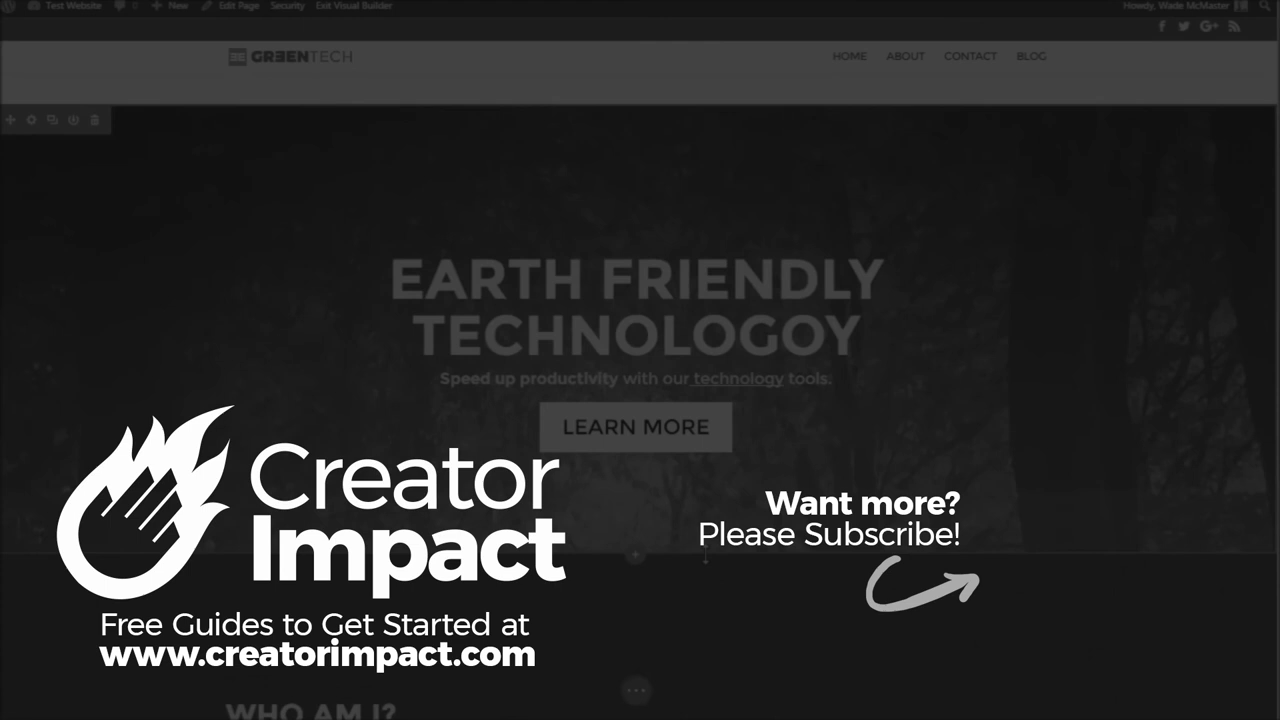 Test Website 0 New Edit Page Security Exit Visual Builder Howdy, Wade McMaster
GREENTECH HOME ABOUT CONTACT BLOG
EARTH FRIENDLY
TECHNOLOGOY
Speed up productivity with our technology tools.
LEARN MORE
Creator
Impact
Free Guides to Get Started at
www.creatorimpact.com
Want more?
Please Subscribe!
WHO AM I?